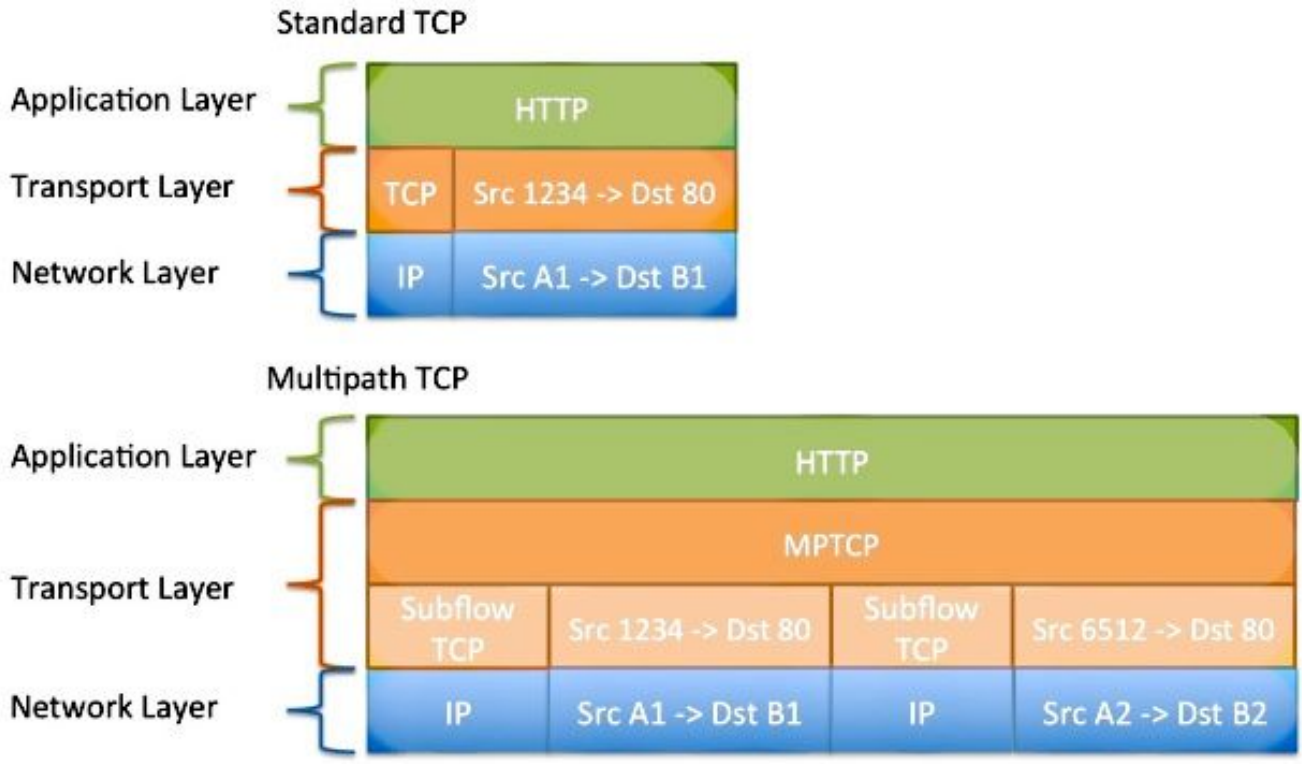 Standard TCP
Application Layer
HTTP
Transport Layer
TCP
Src 1234 -> Dst 80
Network Layer
IP
Src A1 -> Dst B1
Multipath TCP
Application Layer
HTTP
MPTCP
Transport Layer
Subflow
TCP
Src 1234 -> Dst 80
Subflow
TCP
Src 6512 -> Dst 80
Network Layer
IP
Src A1 -> Dst B1
IP
Src A2 -> Dst B2